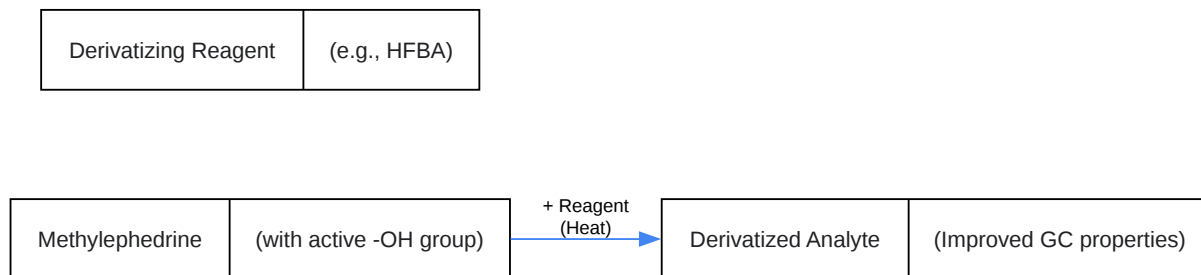 Derivatizing Reagent (e.g., HFBA)
+ Reagent
(Heat)
Methylephedrine (with active -OH group) Derivatized Analyte (Improved GC properties)